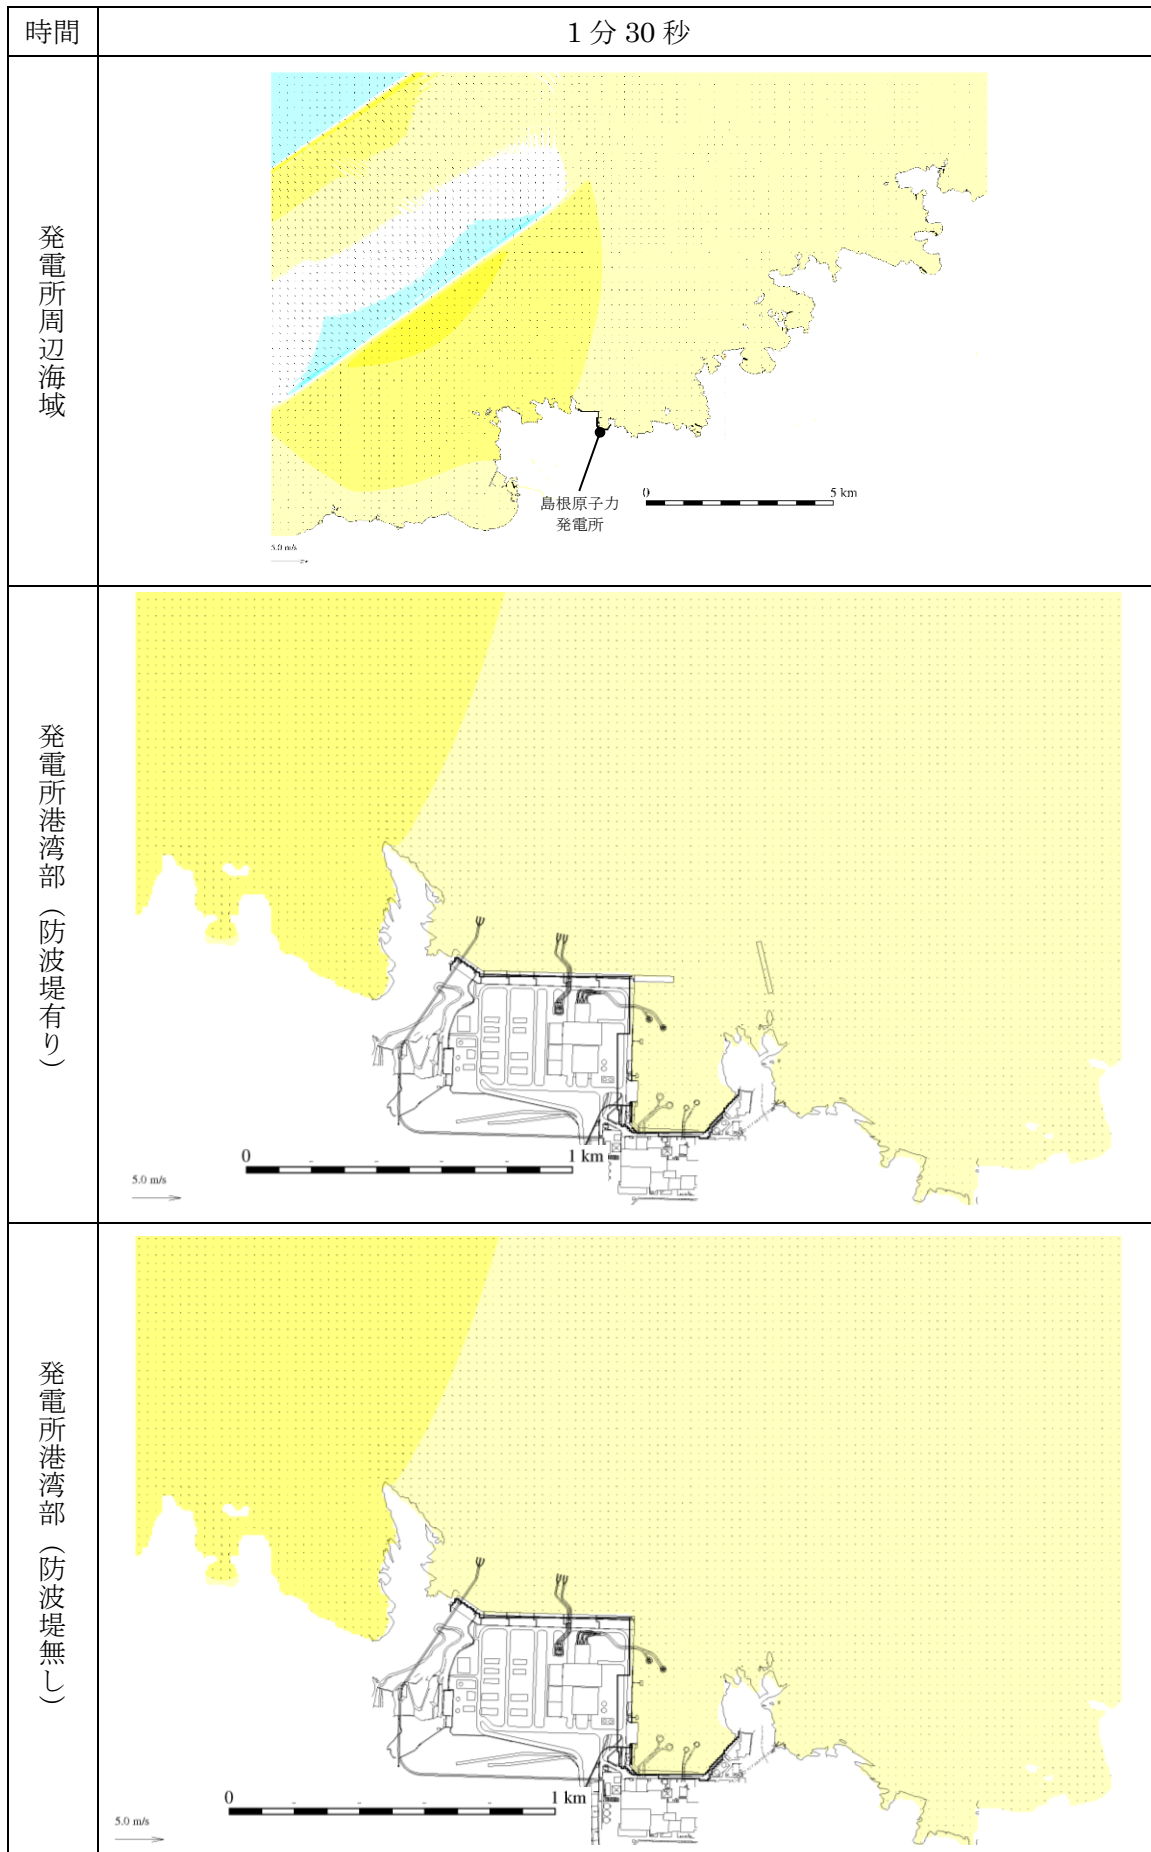 時間
1分30秒
発電所周辺海域
島根原子力
発電所
0
5 km
5.0 m/s
発電所港湾部（防波堤有り）
0
1 km
5.0 m/s
発電所港湾部（防波堤無し）
0
1 km
5.0 m/s